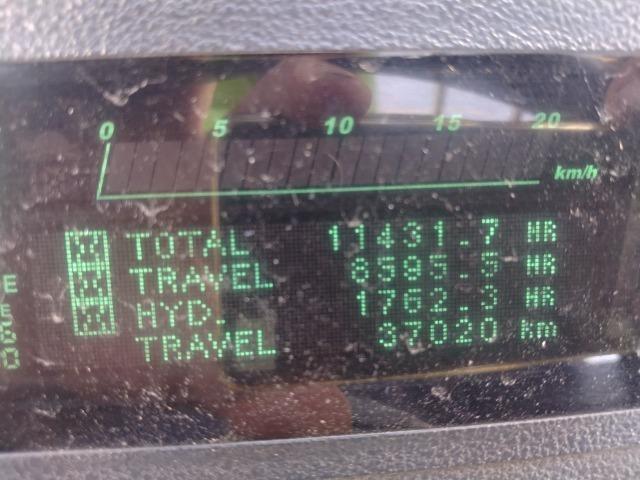 0 5 10 15 20
km/h
TOTAL 11431.7 HR
TRAVEL 8595.5 HR
HYD. 1762.3 HR
TRAVEL 37020 km